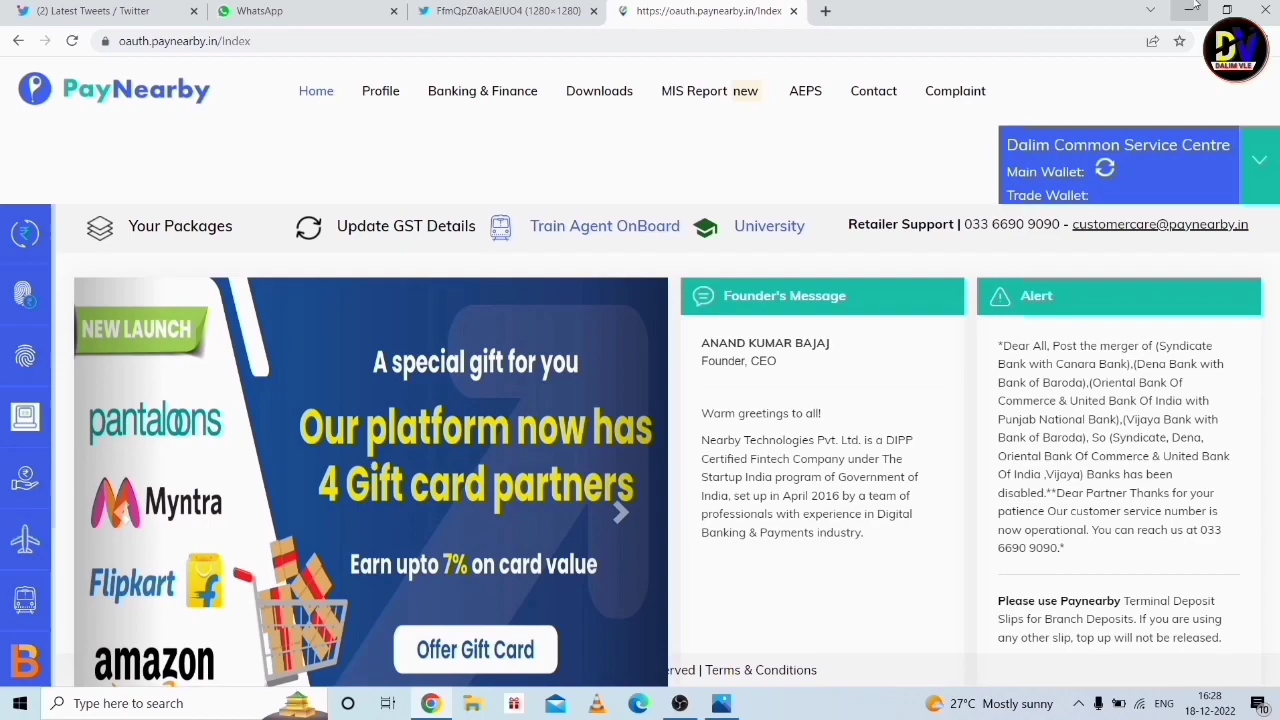 (2) Latest Tweets / Twitter
WhatsApp
FfmQpZ0akAEIUO4 (1280×1280)
https://oauth.paynearby.in/Index
oauth.paynearby.in/Index
DV
DALIM VLE
PayNearby
Home
Profile
Banking & Finance
Downloads
MIS Report new
AEPS
Contact
Complaint
Dalim Common Service Centre
Main Wallet:
Trade Wallet:
Your Packages
Update GST Details
Train Agent OnBoard
University
Retailer Support | 033 6690 9090 - customercare@paynearby.in
NEW LAUNCH
pantaloons
Myntra
Flipkart
amazon
A special gift for you
Our platform now has
4 Gift card partners
Earn upto 7% on card value
Offer Gift Card
Founder's Message
ANAND KUMAR BAJAJ
Founder, CEO
Warm greetings to all!
Nearby Technologies Pvt. Ltd. is a DIPP
Certified Fintech Company under The
Startup India program of Government of
India, set up in April 2016 by a team of
professionals with experience in Digital
Banking & Payments industry.
Alert
*Dear All, Post the merger of (Syndicate
Bank with Canara Bank),(Dena Bank with
Bank of Baroda),(Oriental Bank Of
Commerce & United Bank Of India with
Punjab National Bank),(Vijaya Bank with
Bank of Baroda), So (Syndicate, Dena,
Oriental Bank Of Commerce & United Bank
Of India ,Vijaya) Banks has been
disabled.**Dear Partner Thanks for your
patience Our customer service number is
now operational. You can reach us at 033
6690 9090.*
Please use Paynearby Terminal Deposit
Slips for Branch Deposits. If you are using
any other slip, top up will not be released.
erved | Terms & Conditions
Type here to search
27°C Mostly sunny
ENG
16:28
18-12-2022
10